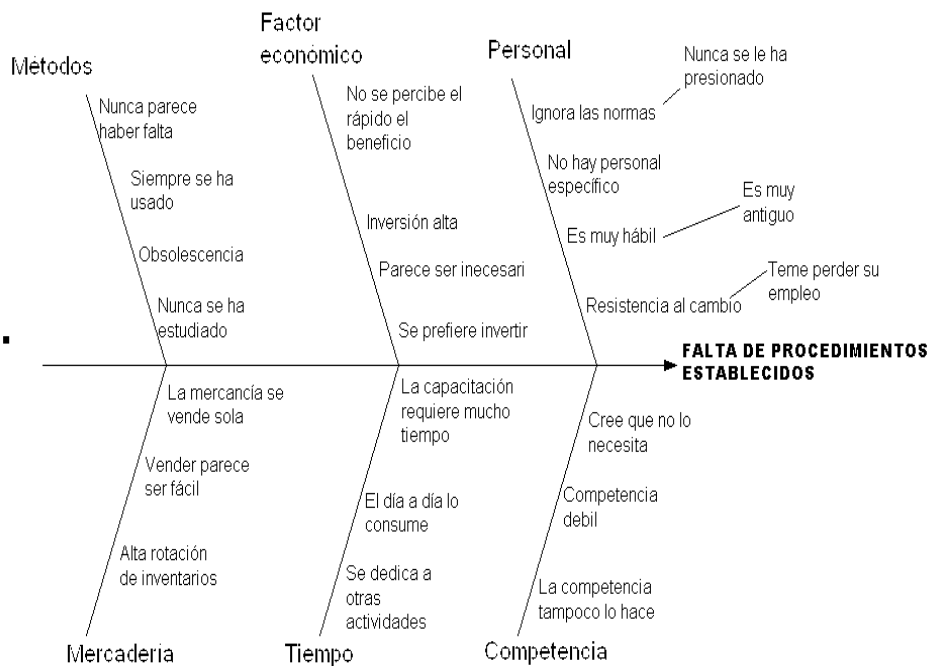 Métodos
Nunca parece
haber falta
Siempre se ha
usado
Obsolescencia
Nunca se ha
estudiado
Factor
económico
No se percibe el
rápido el
beneficio
Inversión alta
Parece ser inecesari
Se prefiere invertir
Personal
Ignora las normas
Nunca se le ha
presionado
No hay personal
específico
Es muy hábil
Es muy
antiguo
Resistencia al cambio
Teme perder su
empleo
FALTA DE PROCEDIMIENTOS
ESTABLECIDOS
La mercancía se
vende sola
Vender parece
ser fácil
Alta rotación
de inventarios
Mercaderia
La capacitación
requiere mucho
tiempo
El día a día lo
consume
Se dedica a
otras
actividades
Tiempo
Cree que no lo
necesita
Competencia
debil
La competencia
tampoco lo hace
Competencia